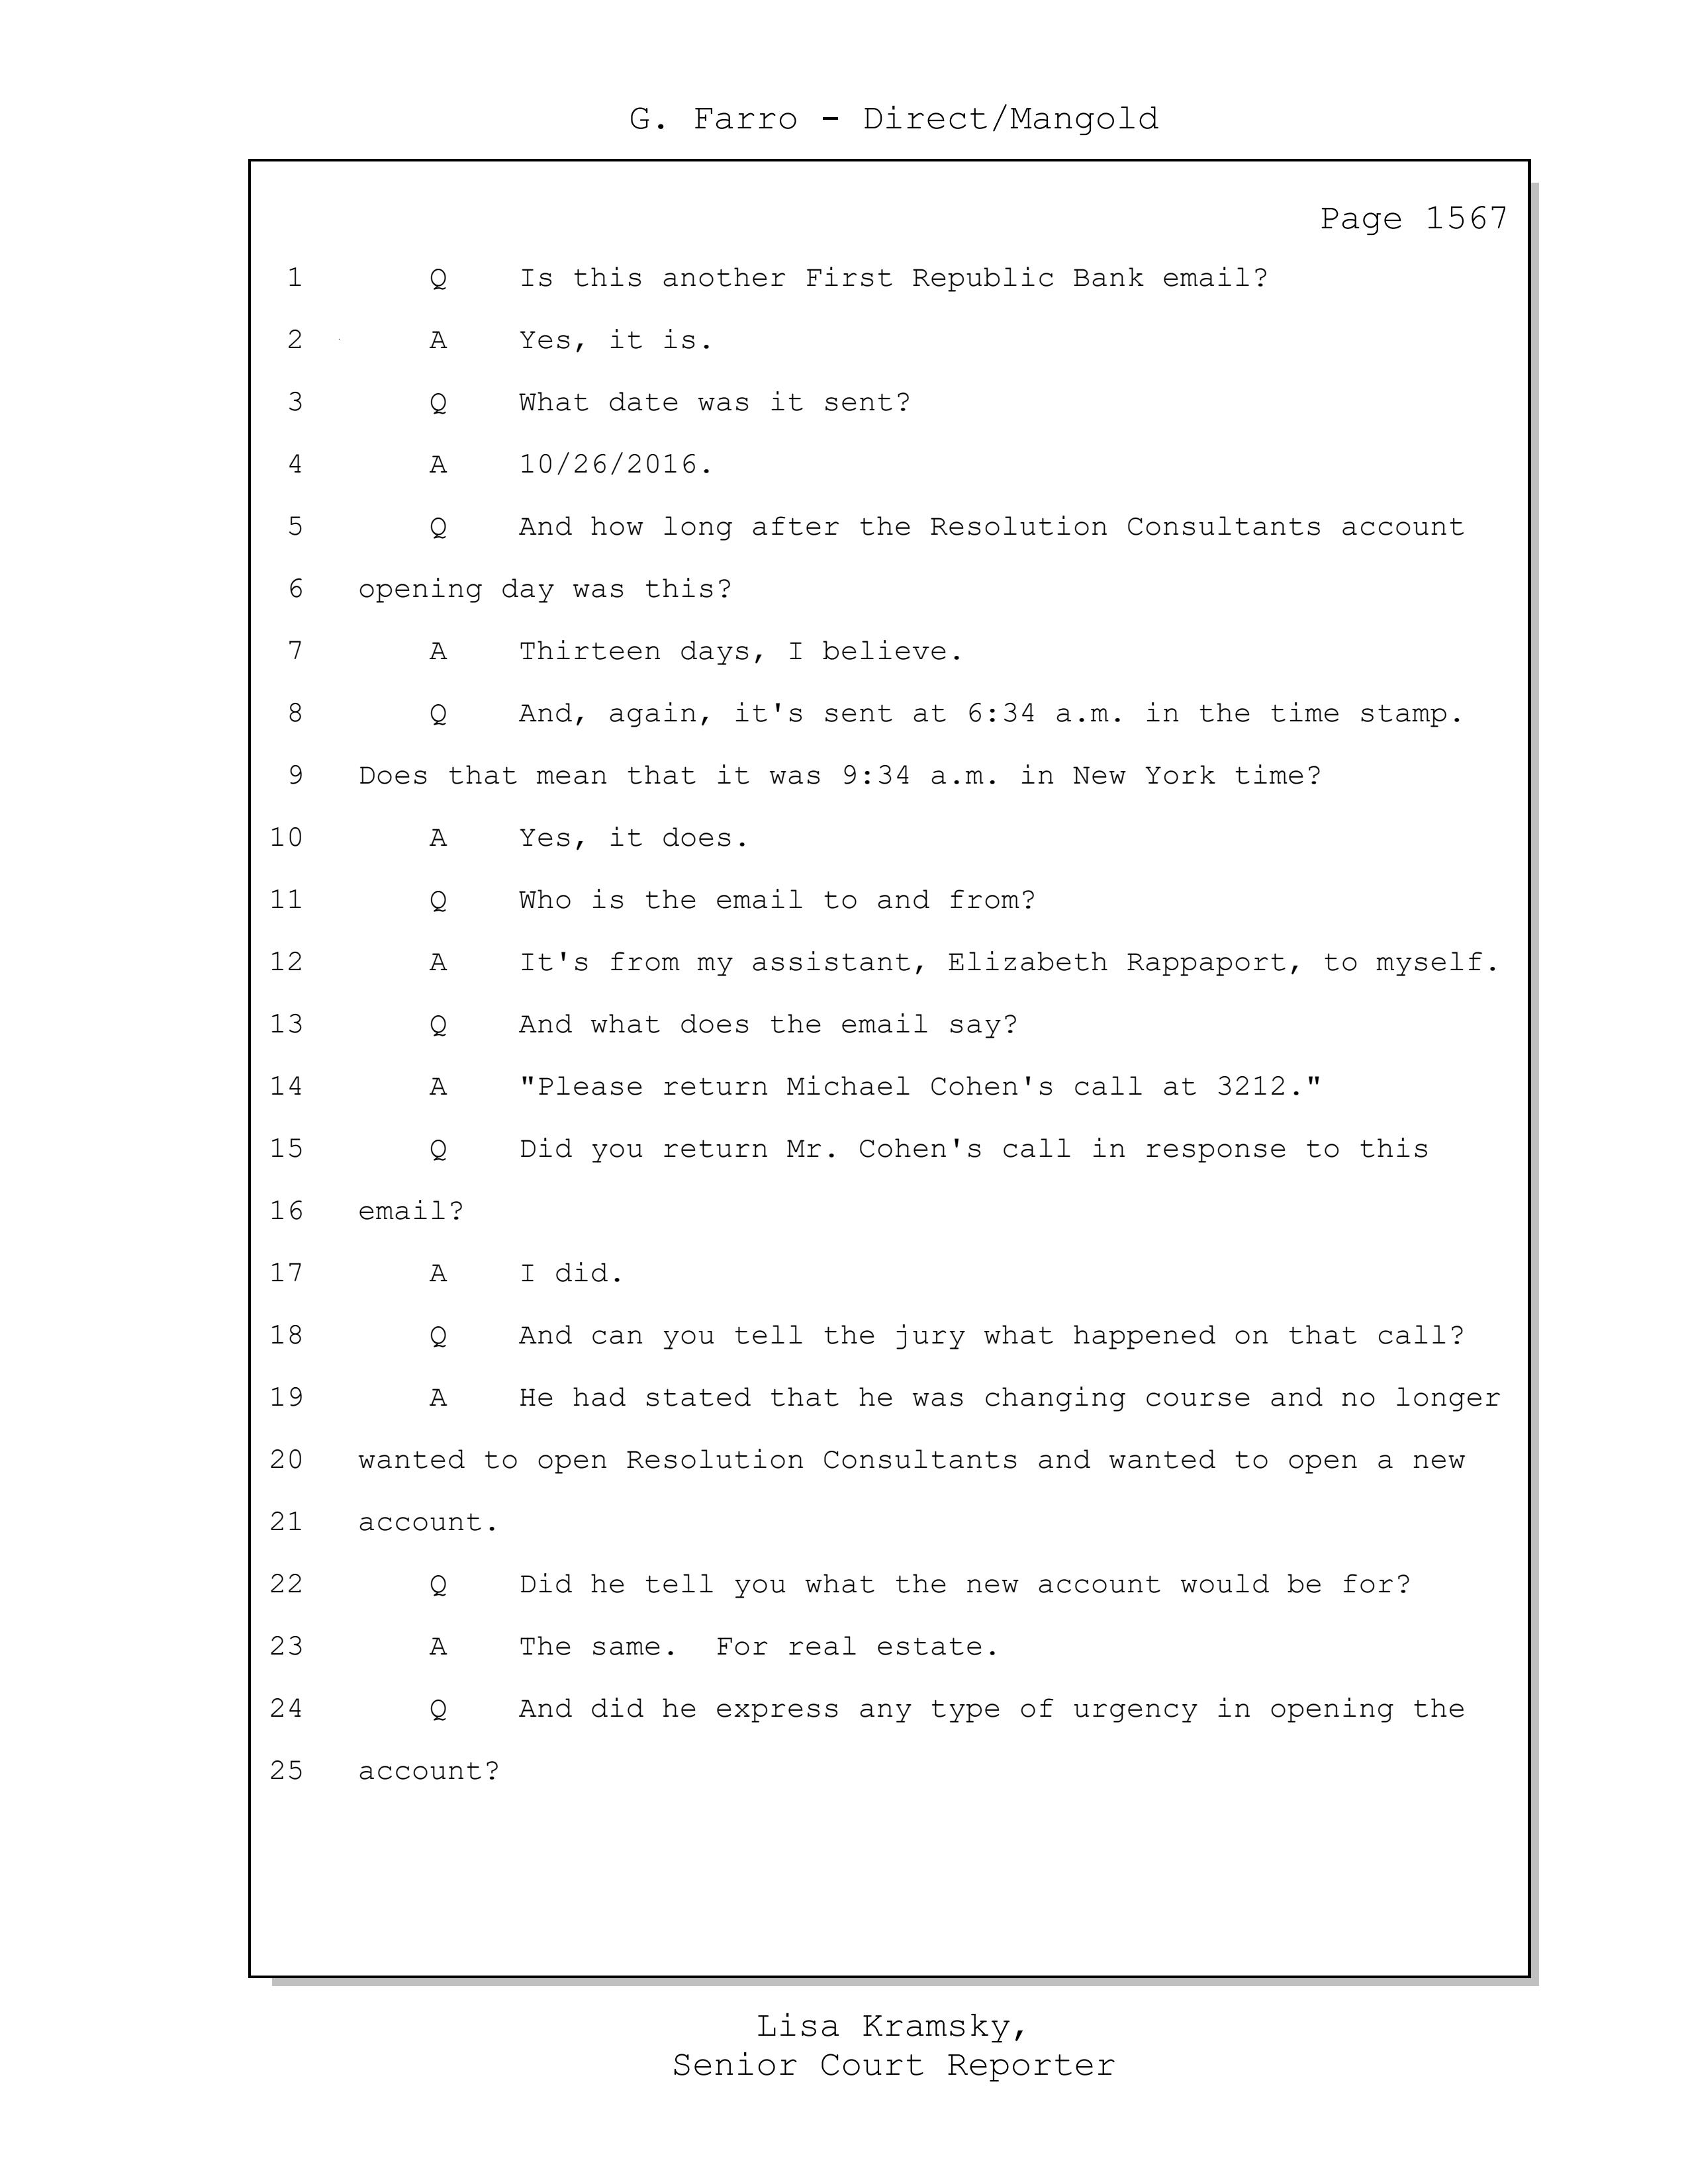 G. Farro - Direct/Mangold
Page 1567
1 Q Is this another First Republic Bank email?
2 A Yes, it is.
3 Q What date was it sent?
4 A 10/26/2016.
5 Q And how long after the Resolution Consultants account
6 opening day was this?
7 A Thirteen days, I believe.
8 Q And, again, it's sent at 6:34 a.m. in the time stamp.
9 Does that mean that it was 9:34 a.m. in New York time?
10 A Yes, it does.
11 Q Who is the email to and from?
12 A It's from my assistant, Elizabeth Rappaport, to myself.
13 Q And what does the email say?
14 A "Please return Michael Cohen's call at 3212."
15 Q Did you return Mr. Cohen's call in response to this
16 email?
17 A I did.
18 Q And can you tell the jury what happened on that call?
19 A He had stated that he was changing course and no longer
20 wanted to open Resolution Consultants and wanted to open a new
21 account.
22 Q Did he tell you what the new account would be for?
23 A The same. For real estate.
24 Q And did he express any type of urgency in opening the
25 account?
Lisa Kramsky,
Senior Court Reporter